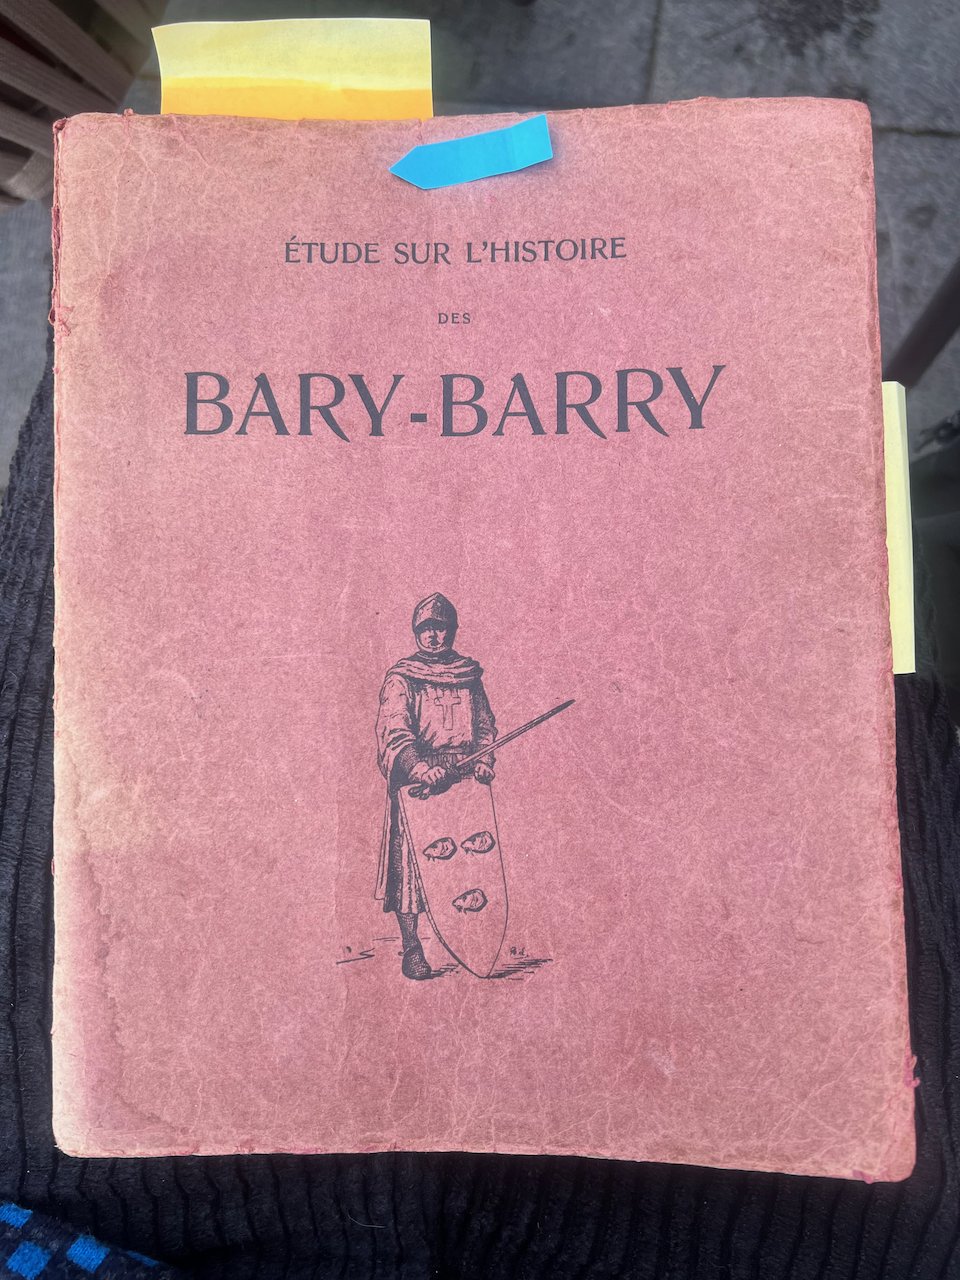 ÉTUDE SUR L'HISTOIRE
DES
BARY-BARRY